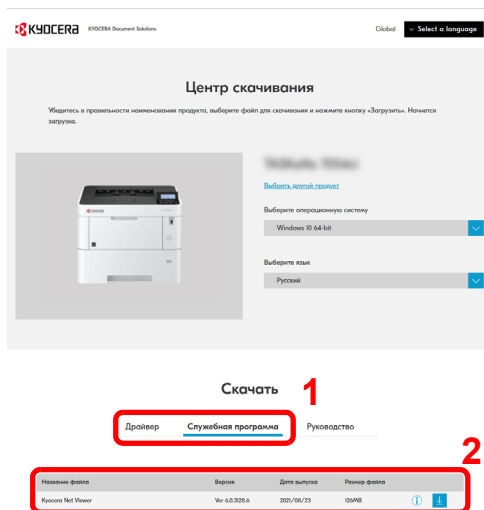 KYOCERA KYOCERA Document Solutions Global Select a language
Центр скачивания
Убедитесь в правильности наименования продукта, выберите файл для скачивания и нажмите кнопку «Загрузить». Начнется
загрузка.
Выбрать другой продукт
Выберите операционную систему
Windows 10 64-bit
Выберите язык
Русский
Скачать 1
Драйвер Служебная программа Руководство
2
Название файла Версия Дата выпуска Размер файла
Kyocera Net Viewer Ver 6.0.3128.6 2021/08/23 126MB